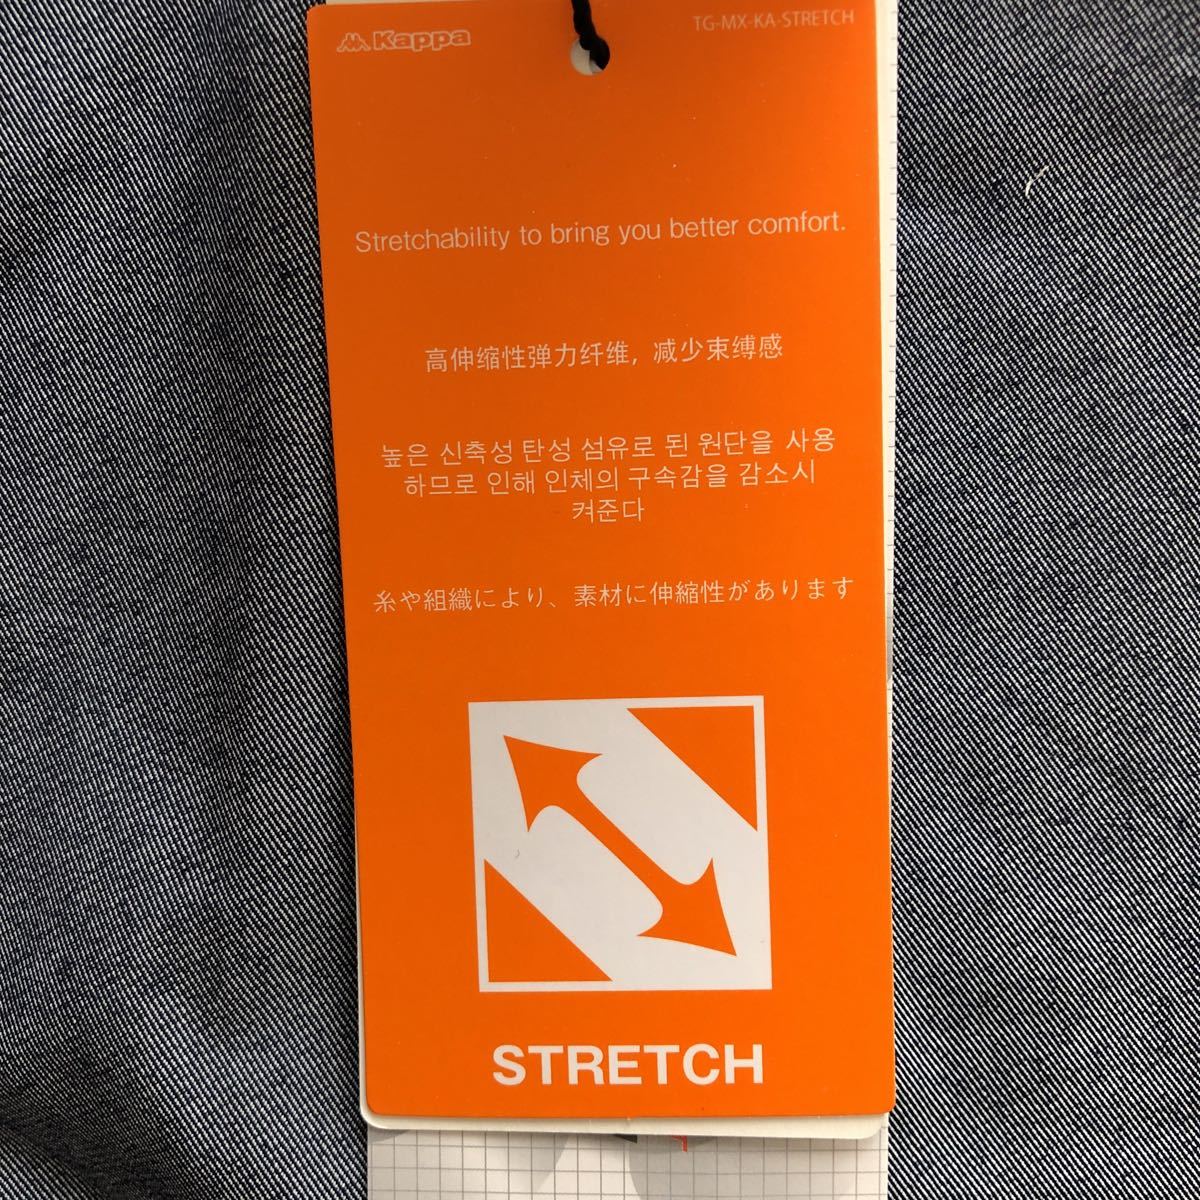 Kappa
TG-MX-KA-STRETCH
Stretchability to bring you better comfort.
高伸缩性弹力纤维，减少束缚感
높은 신축성 탄성 섬유로 된 원단을 사용
하므로 인해 인체의 구속감을 감소시
켜준다
糸や組織により、素材に伸縮性があります
STRETCH